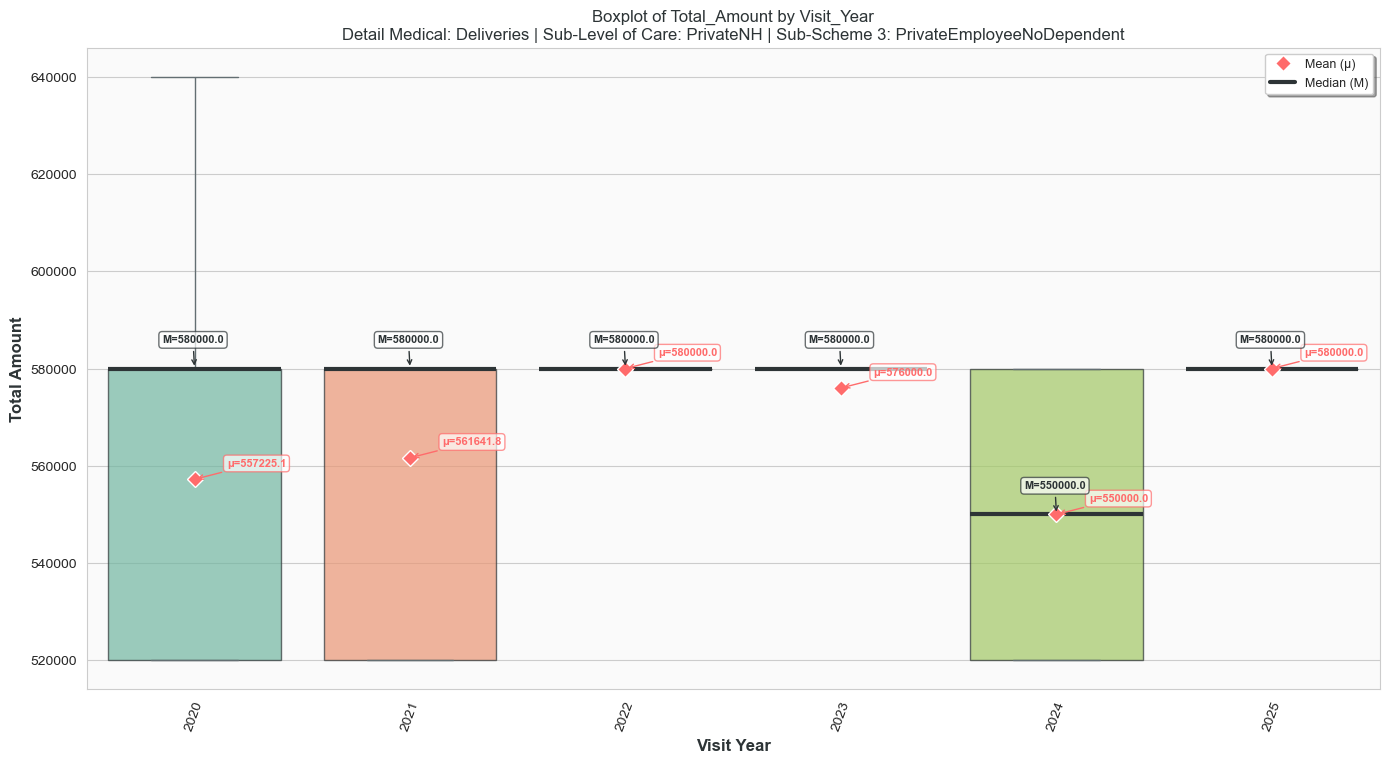 Boxplot of Total_Amount by Visit_Year
Detail Medical: Deliveries | Sub-Level of Care: PrivateNH | Sub-Scheme 3: PrivateEmployeeNoDependent
Mean (μ)
Median (M)
Total Amount
640000
620000
600000
580000
560000
540000
520000
M=580000.0
μ=557225.1
M=580000.0
μ=561641.8
M=580000.0
μ=580000.0
M=580000.0
μ=576000.0
M=550000.0
μ=550000.0
M=580000.0
μ=580000.0
2020
2021
2022
2023
2024
2025
Visit Year